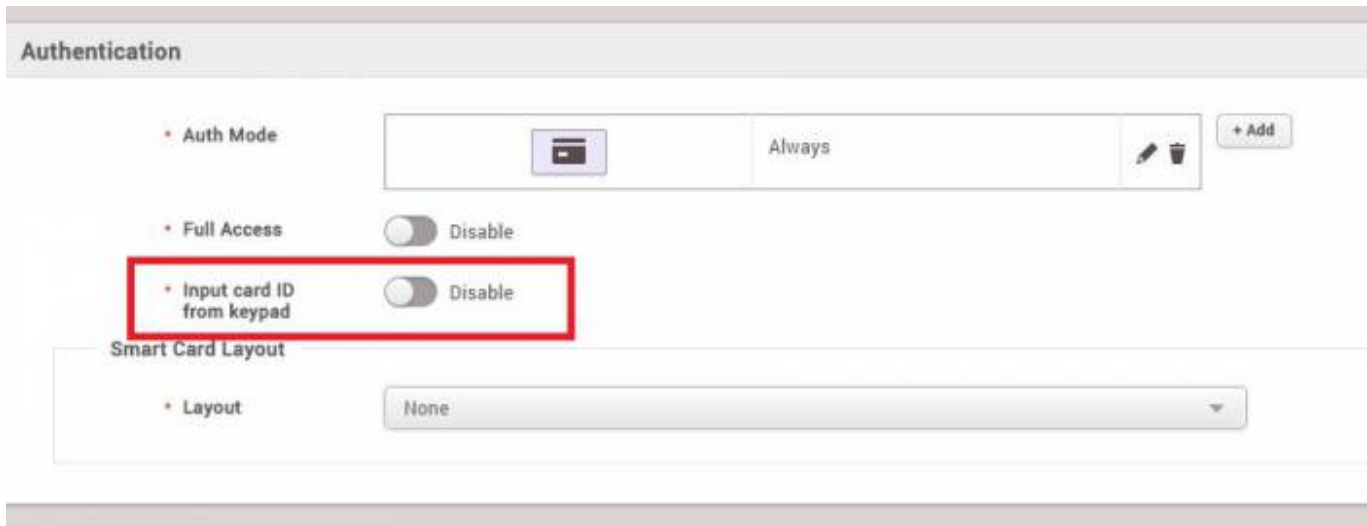 Authentication
• Auth Mode
Always
+ Add
• Full Access
Disable
• Input card ID
from keypad
Disable
Smart Card Layout
• Layout
None